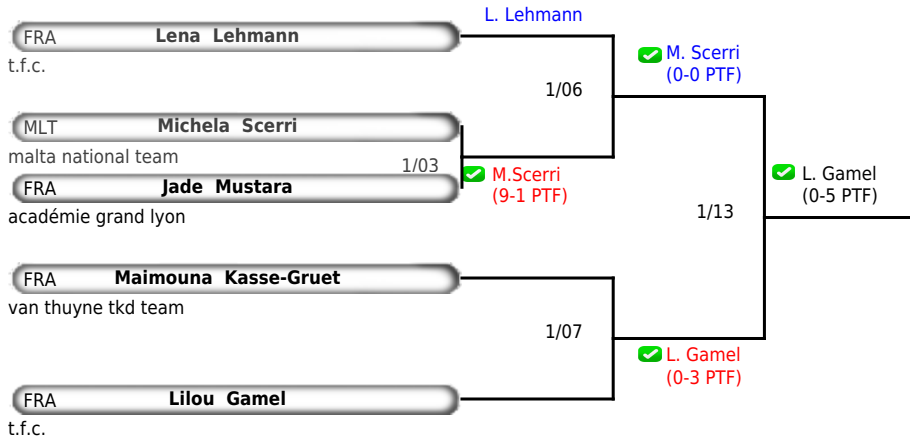 L. Lehmann
FRA Lena Lehmann
t.f.c.
M. Scerri
(0-0 PTF)
1/06
MLT Michela Scerri
malta national team
1/03
M.Scerri
(9-1 PTF)
FRA Jade Mustara
académie grand lyon
L. Gamel
(0-5 PTF)
1/13
FRA Maimouna Kasse-Gruet
van thuyne tkd team
1/07
L. Gamel
(0-3 PTF)
FRA Lilou Gamel
t.f.c.